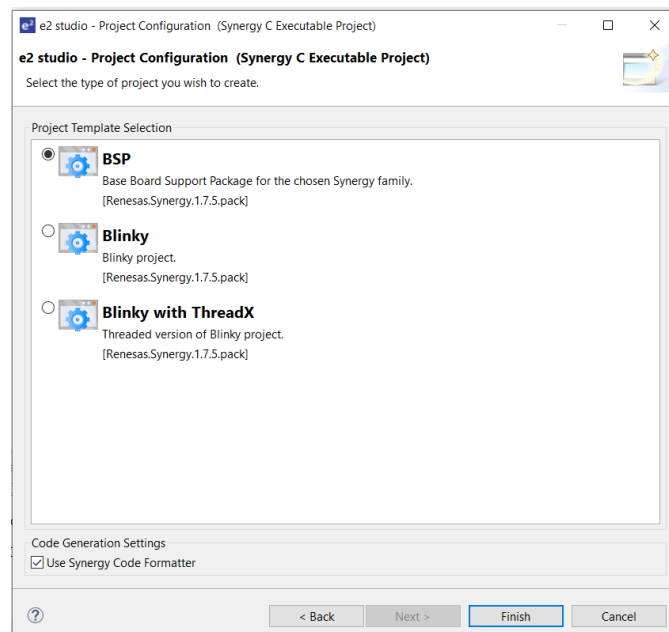 e2 e2 studio - Project Configuration (Synergy C Executable Project)
e2 studio - Project Configuration (Synergy C Executable Project)
Select the type of project you wish to create.
Project Template Selection
BSP
Base Board Support Package for the chosen Synergy family.
[Renesas.Synergy.1.7.5.pack]
Blinky
Blinky project.
[Renesas.Synergy.1.7.5.pack]
Blinky with ThreadX
Threaded version of Blinky project.
[Renesas.Synergy.1.7.5.pack]
Code Generation Settings
Use Synergy Code Formatter
? < Back Next > Finish Cancel